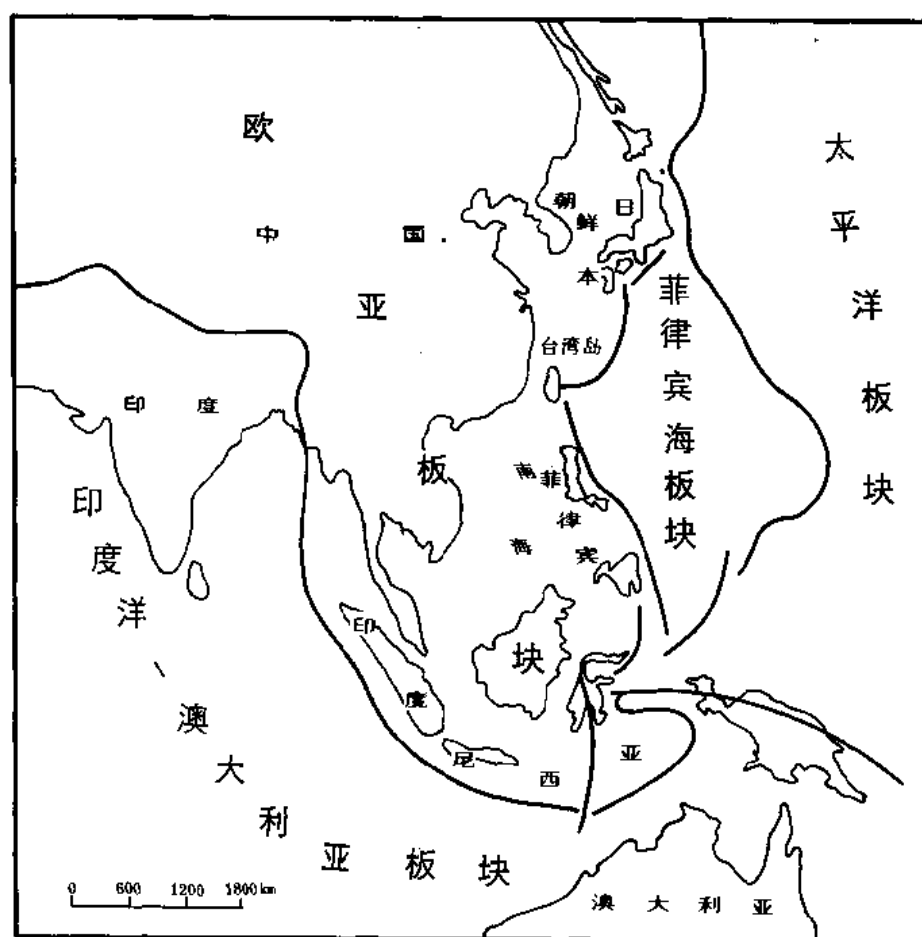 欧亚板块
中国
朝鲜
日本
台湾岛
太平洋板块
菲律宾海板块
印度
南海
菲律宾
印度洋
澳大利亚板块
印度尼西亚
澳大利亚
0 600 1200 1800km